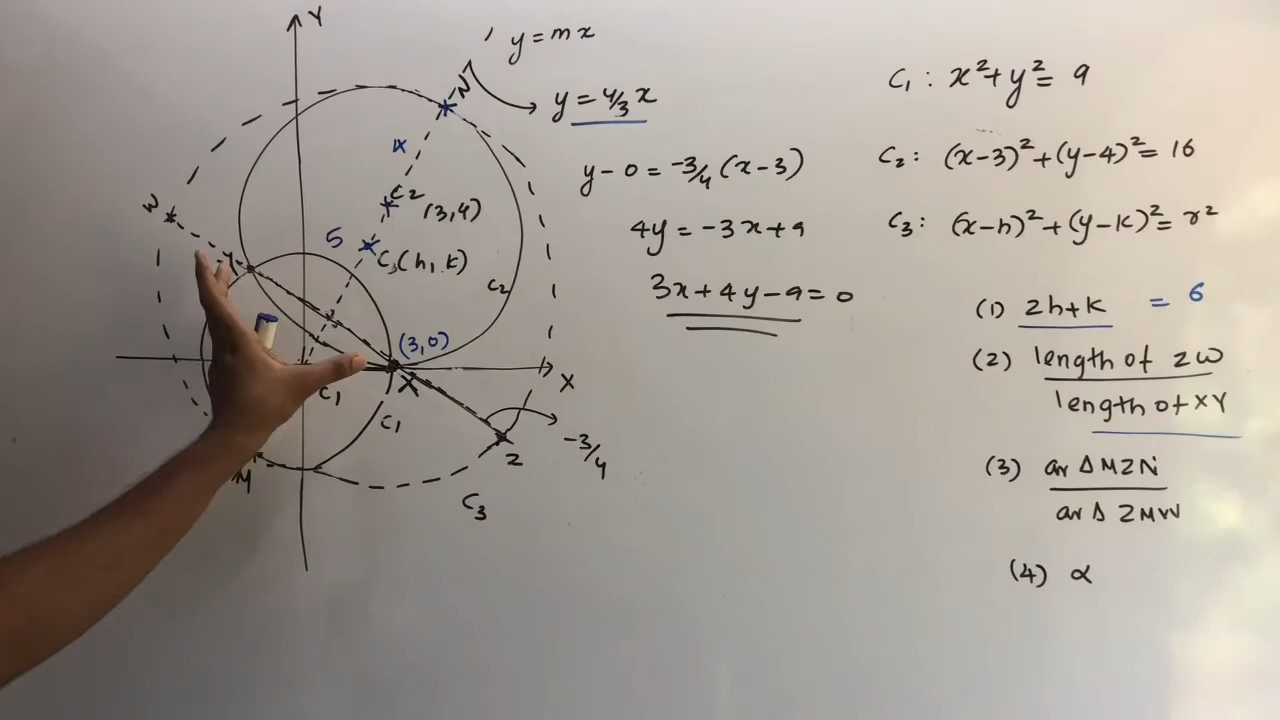 Y
y = mx
N
y = 4/3 x
4
C2
(3,4)
5
C3(h, k)
W
Y
C2
(3,0)
X
X
C1
C1
M
Z
-3/4
C3
y - 0 = -3/4 (x-3)
4y = -3x+9
3x+4y-9=0
C1 : x²+y²= 9
C2 : (x-3)²+(y-4)²= 16
C3 : (x-h)²+(y-k)²= r²
(1) 2h+k = 6
(2) length of ZW
length of XY
(3) ar Δ MZN
ar Δ ZMW
(4) α